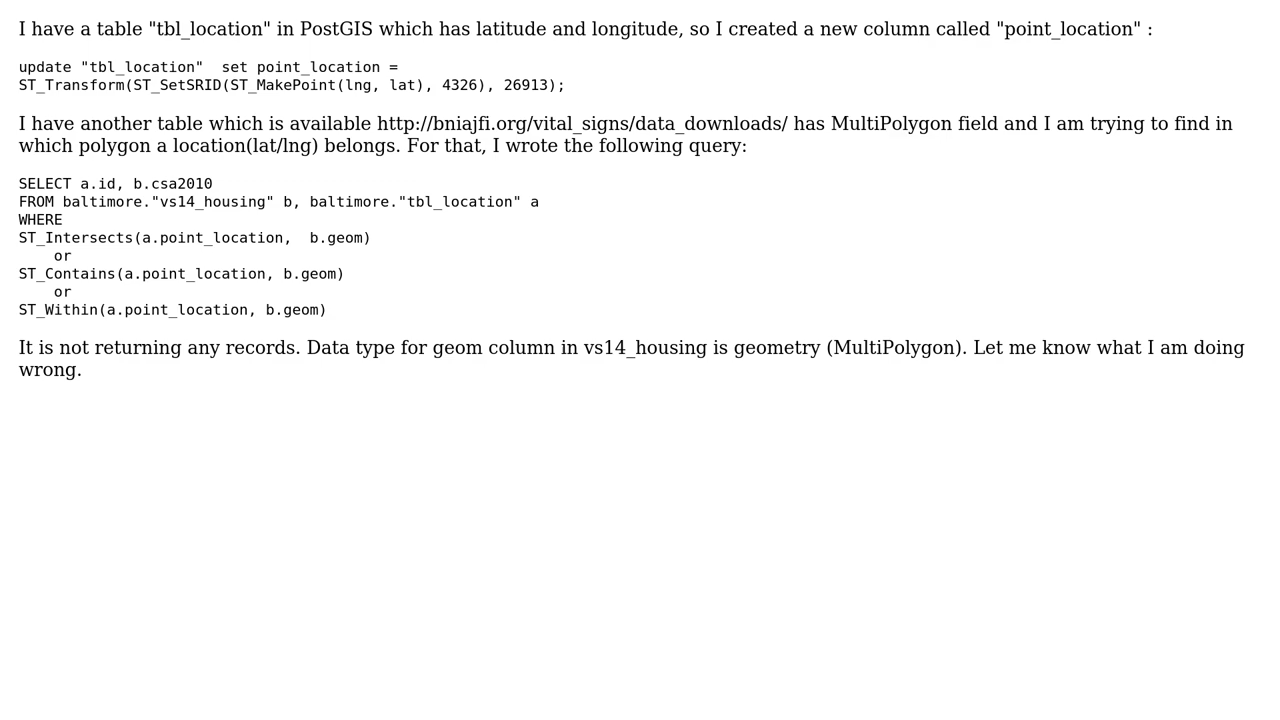 I have a table "tbl_location" in PostGIS which has latitude and longitude, so I created a new column called "point_location" :
update "tbl_location"  set point_location =
ST_Transform(ST_SetSRID(ST_MakePoint(lng, lat), 4326), 26913);
I have another table which is available http://bniajfi.org/vital_signs/data_downloads/ has MultiPolygon field and I am trying to find in
which polygon a location(lat/lng) belongs. For that, I wrote the following query:
SELECT a.id, b.csa2010
FROM baltimore."vs14_housing" b, baltimore."tbl_location" a
WHERE
ST_Intersects(a.point_location,  b.geom)
    or
ST_Contains(a.point_location, b.geom)
    or
ST_Within(a.point_location, b.geom)
It is not returning any records. Data type for geom column in vs14_housing is geometry (MultiPolygon). Let me know what I am doing
wrong.